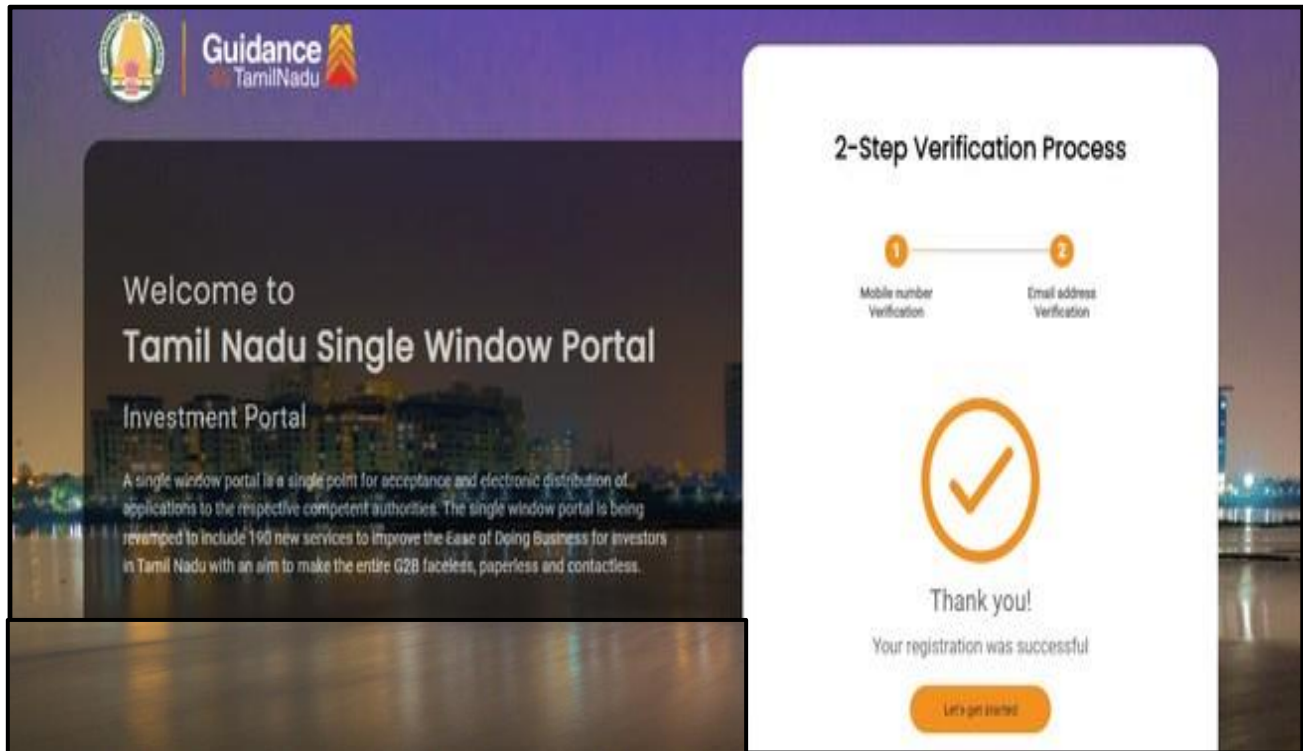 Guidance
TamilNadu
Welcome to
Tamil Nadu Single Window Portal
Investment Portal
A single window portal is a single point for acceptance and electronic distribution of
applications to the respective competent authorities. The single window portal is being
revamped to include 190 new services to improve the Ease of Doing Business for investors
in Tamil Nadu with an aim to make the entire G2B faceless, paperless and contactless.
2-Step Verification Process
1
2
Mobile number
Verification
Email address
Verification
Thank you!
Your registration was successful
Let's get started